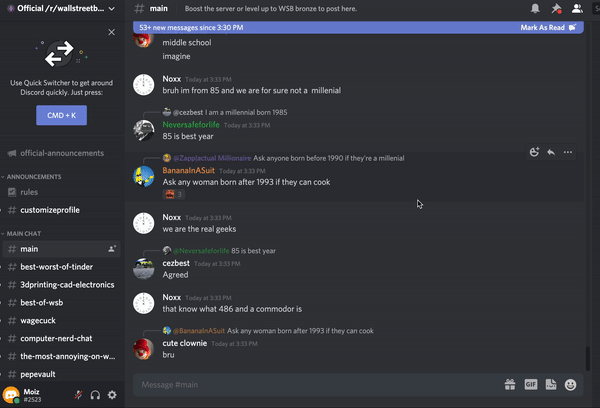 Official /r/wallstreetb...
# main
Boost the server or level up to WSB bronze to post here.
53+ new messages since 3:30 PM
Mark As Read
Use Quick Switcher to get around
Discord quickly. Just press:
CMD + K
official-announcements
ANNOUNCEMENTS
# rules
# customizeprofile
MAIN CHAT
# main
# best-worst-of-tinder
# 3dprinting-cad-electronics
# best-of-wsb
# wagecuck
# computer-nerd-chat
# the-most-annoying-on-w...
# pepevault
Moiz
#2523
middle school
imagine
Noxx Today at 3:33 PM
bruh im from 85 and we are for sure not a millenial
@cezbest I am a millennial born 1985
Neversafeforlife Today at 3:33 PM
85 is best year
@Zapp|actual Millionaire Ask anyone born before 1990 if they're a millenial
BananaInASuit Today at 3:33 PM
Ask any woman born after 1993 if they can cook
3
Noxx Today at 3:33 PM
we are the real geeks
@Neversafeforlife 85 is best year
cezbest Today at 3:33 PM
Agreed
Noxx Today at 3:33 PM
that know what 486 and a commodor is
@BananaInASuit Ask any woman born after 1993 if they can cook
cute clownie Today at 3:33 PM
bru
Message #main
GIF